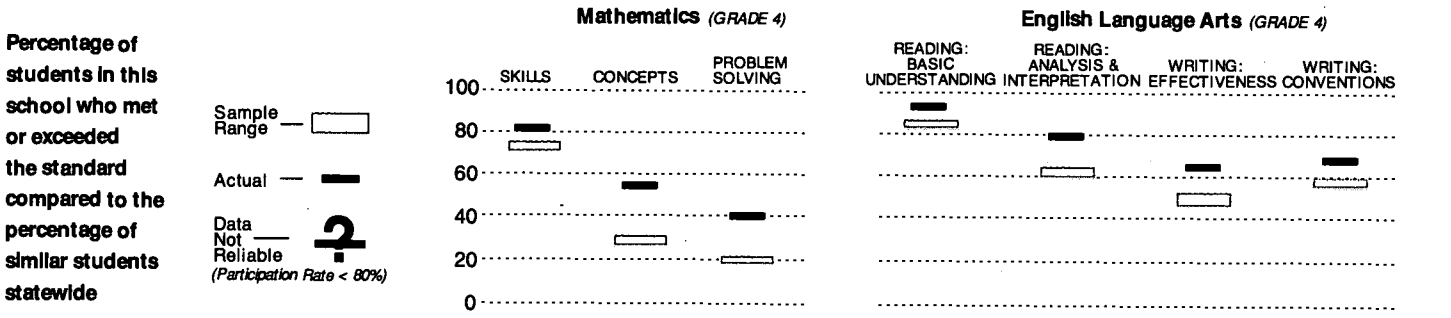 Percentage of
students in this
school who met
or exceeded
the standard
compared to the
percentage of
similar students
statewide
Sample
Range
Actual
Data
Not
Reliable
?
(Participation Rate < 80%)
Mathematics (GRADE 4)
SKILLS
CONCEPTS
PROBLEM
SOLVING
100
80
60
40
20
0
English Language Arts (GRADE 4)
READING:
BASIC
UNDERSTANDING
READING:
ANALYSIS &
INTERPRETATION
WRITING:
EFFECTIVENESS
WRITING:
CONVENTIONS